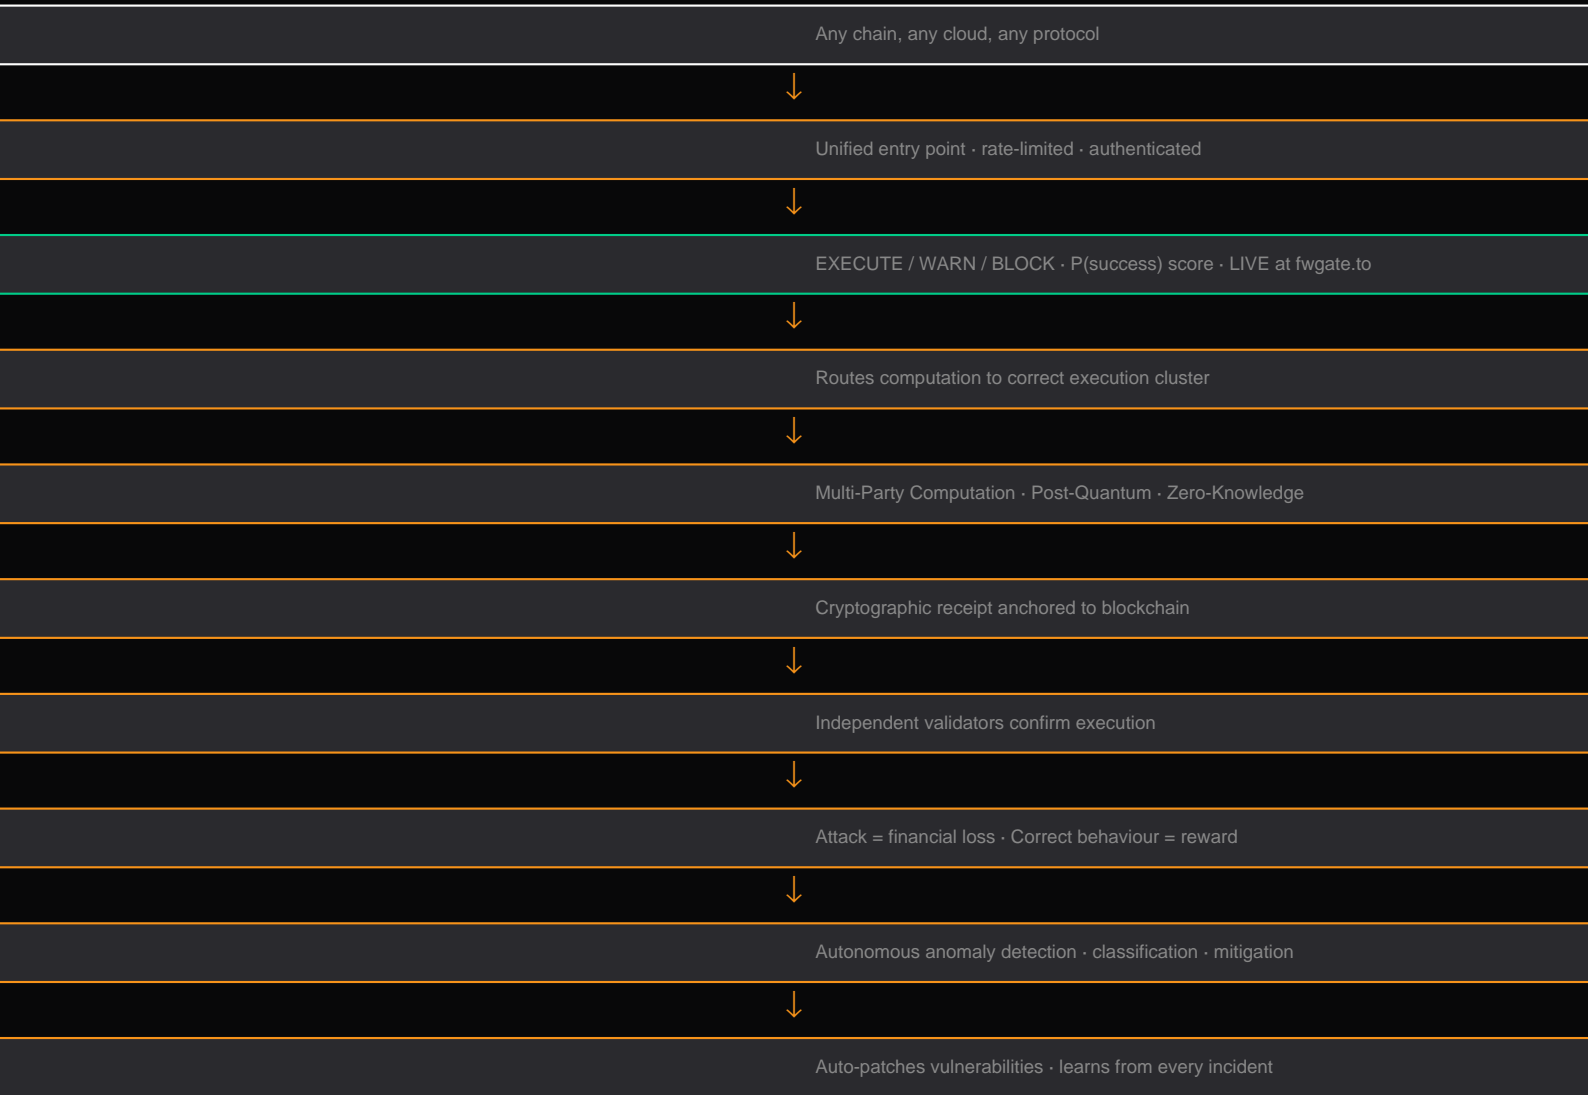 Any chain, any cloud, any protocol
↓
Unified entry point · rate-limited · authenticated
↓
EXECUTE / WARN / BLOCK · P(success) score · LIVE at fwgate.to
↓
Routes computation to correct execution cluster
↓
Multi-Party Computation · Post-Quantum · Zero-Knowledge
↓
Cryptographic receipt anchored to blockchain
↓
Independent validators confirm execution
↓
Attack = financial loss · Correct behaviour = reward
↓
Autonomous anomaly detection · classification · mitigation
↓
Auto-patches vulnerabilities · learns from every incident